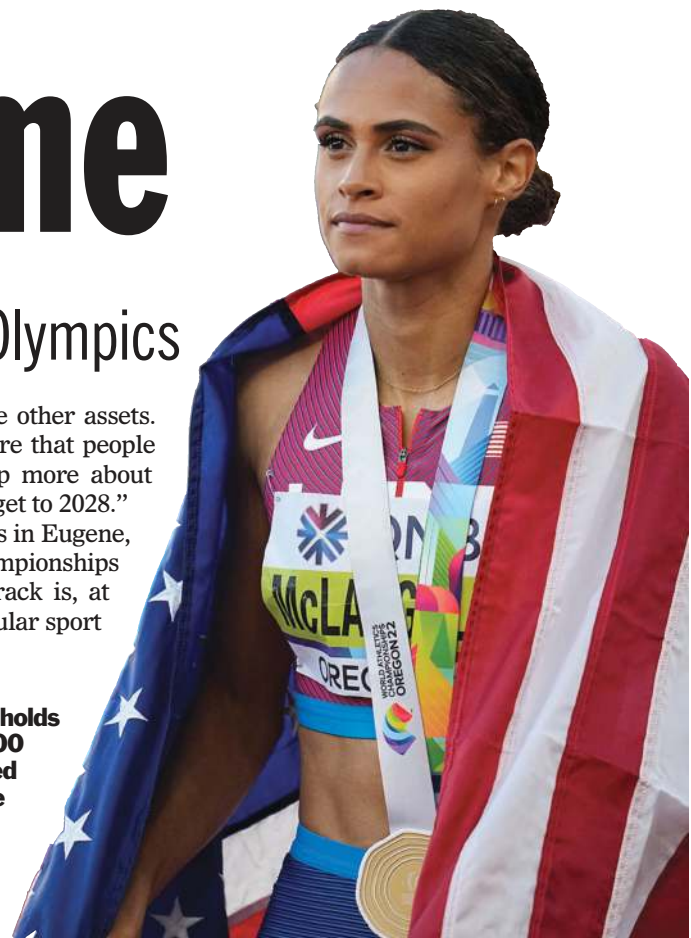 me
Olympics
e other assets.
re that people
p more about
get to 2028.”
s in Eugene,
mpionships
rack is, at
ular sport
holds
00
ed
e
McLA
OREG
WORLD ATHLETICS
CHAMPIONSHIPS
OREGON22